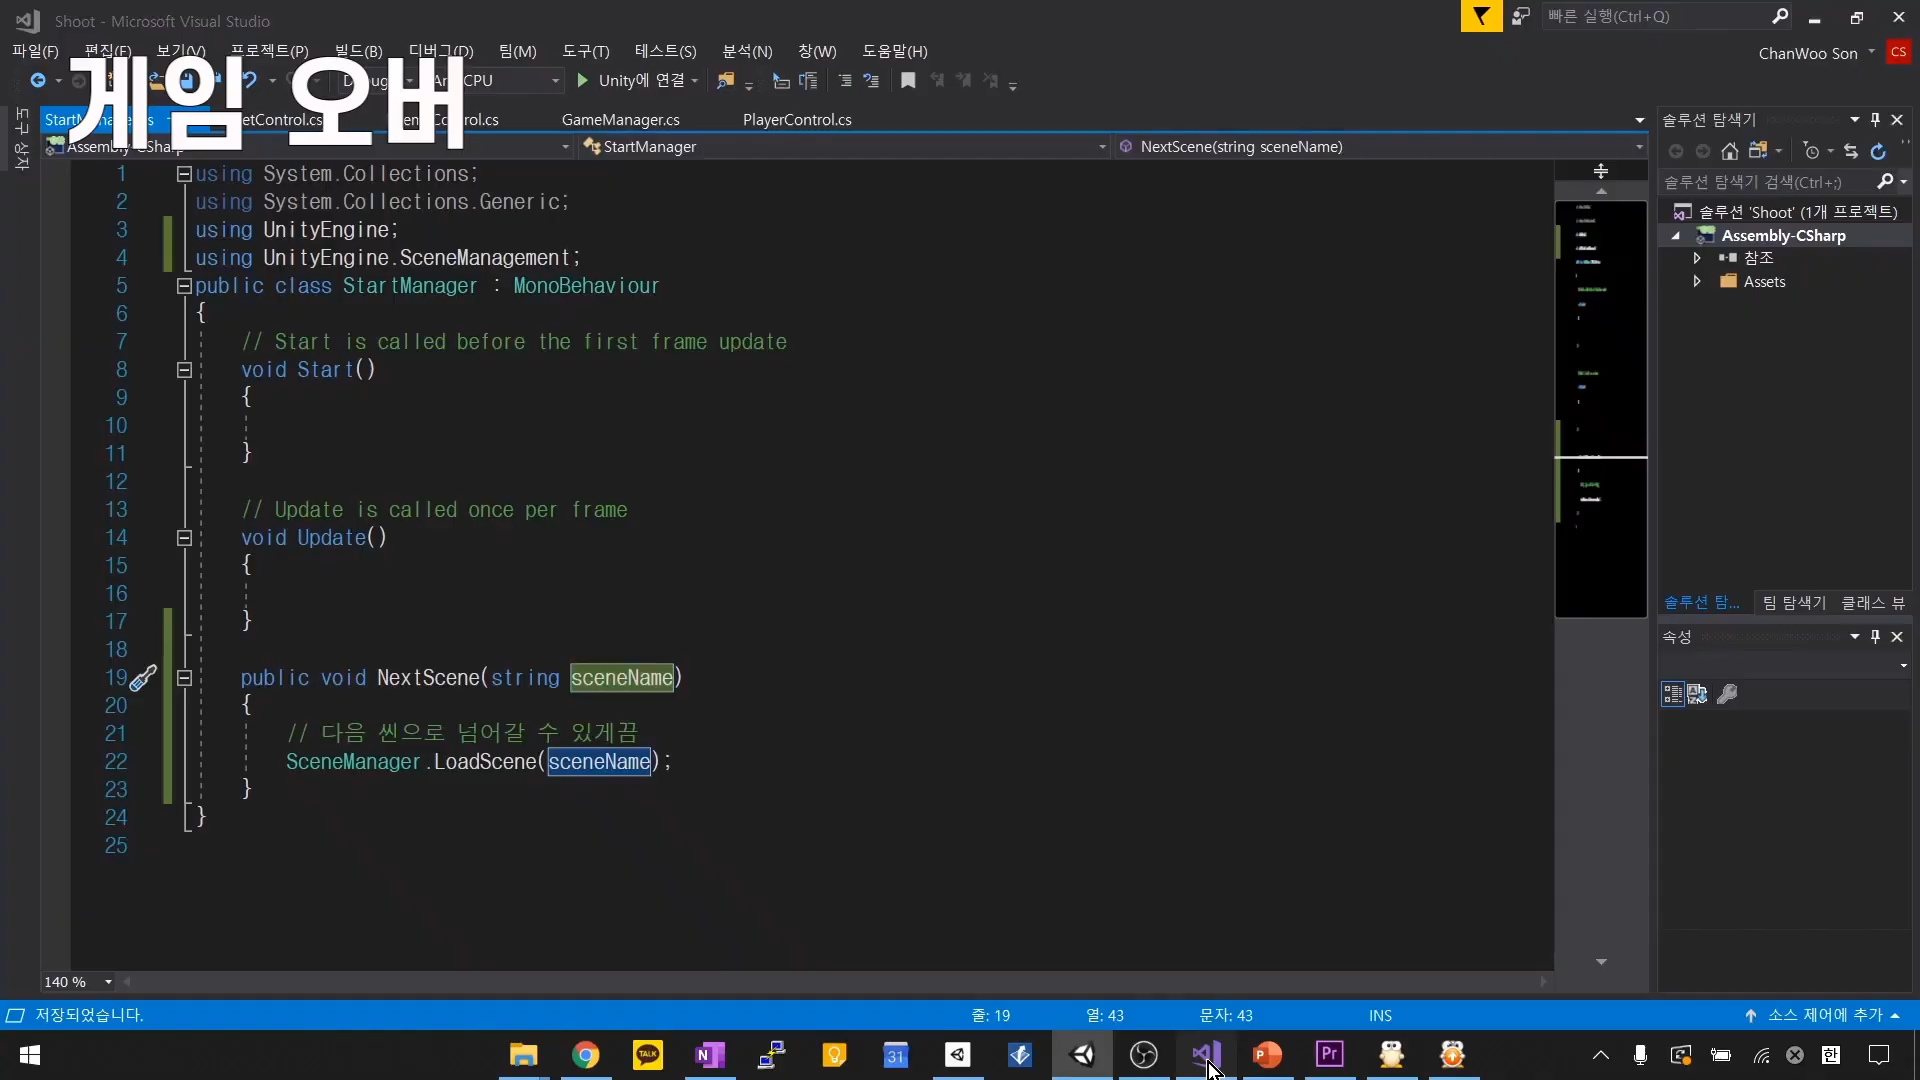 Shoot - Microsoft Visual Studio
빠른 실행(Ctrl+Q)
파일(F) 편집(E) 보기(V) 프로젝트(P) 빌드(B) 디버그(D) 팀(M) 도구(T) 테스트(S) 분석(N) 창(W) 도움말(H)
ChanWoo Son
CS
CPU
Unity에 연결
게임 오버
도구 상자
GameManager.cs
PlayerControl.cs
StartManager
NextScene(string sceneName)
1 using System.Collections;
2 using System.Collections.Generic;
3 using UnityEngine;
4 using UnityEngine.SceneManagement;
5 public class StartManager : MonoBehaviour
6 {
7 // Start is called before the first frame update
8 void Start()
9 {
10
11 }
12
13 // Update is called once per frame
14 void Update()
15 {
16
17 }
18
19 public void NextScene(string sceneName)
20 {
21 // 다음 씬으로 넘어갈 수 있게끔
22 SceneManager.LoadScene(sceneName);
23 }
24 }
25
솔루션 탐색기
솔루션 탐색기 검색(Ctrl+;)
솔루션 'Shoot' (1개 프로젝트)
Assembly-CSharp
참조
Assets
솔루션 탐... 팀 탐색기 클래스 뷰
속성
140 %
저장되었습니다.
줄: 19
열: 43
문자: 43
INS
소스 제어에 추가
TALK
N
31
P
Pr
한